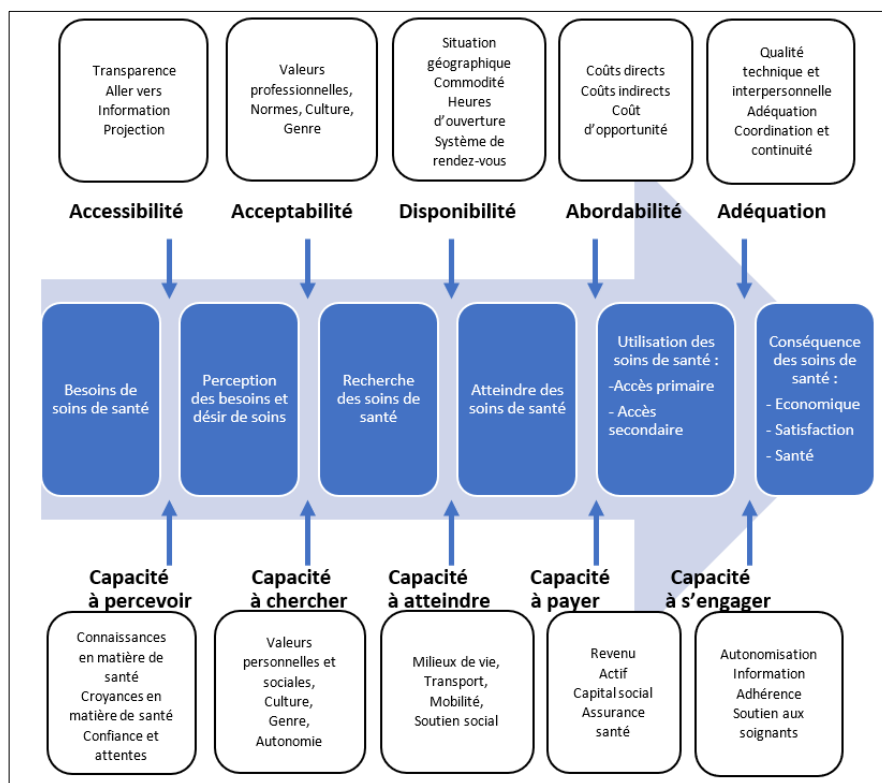 Transparence
Aller vers
Information
Projection
Valeurs
professionnelles,
Normes, Culture,
Genre
Situation
géographique
Commodité
Heures
d’ouverture
Système de
rendez-vous
Coûts directs
Coûts indirects
Coût
d’opportunité
Qualité
technique et
interpersonnelle
Adéquation
Coordination et
continuité
Accessibilité
Acceptabilité
Disponibilité
Abordabilité
Adéquation
Besoins de
soins de santé
Perception
des besoins et
désir de soins
Recherche
des soins de
santé
Atteindre des
soins de santé
Utilisation des
soins de santé :
-Accès primaire
- Accès
secondaire
Conséquence
des soins de
santé :
- Economique
- Satisfaction
- Santé
Capacité
à percevoir
Capacité
à chercher
Capacité
à atteindre
Capacité
à payer
Capacité
à s’engager
Connaissances
en matière de
santé
Croyances en
matière de santé
Confiance et
attentes
Valeurs
personnelles et
sociales,
Culture,
Genre,
Autonomie
Milieux de vie,
Transport,
Mobilité,
Soutien social
Revenu
Actif
Capital social
Assurance
santé
Autonomisation
Information
Adhérence
Soutien aux
soignants